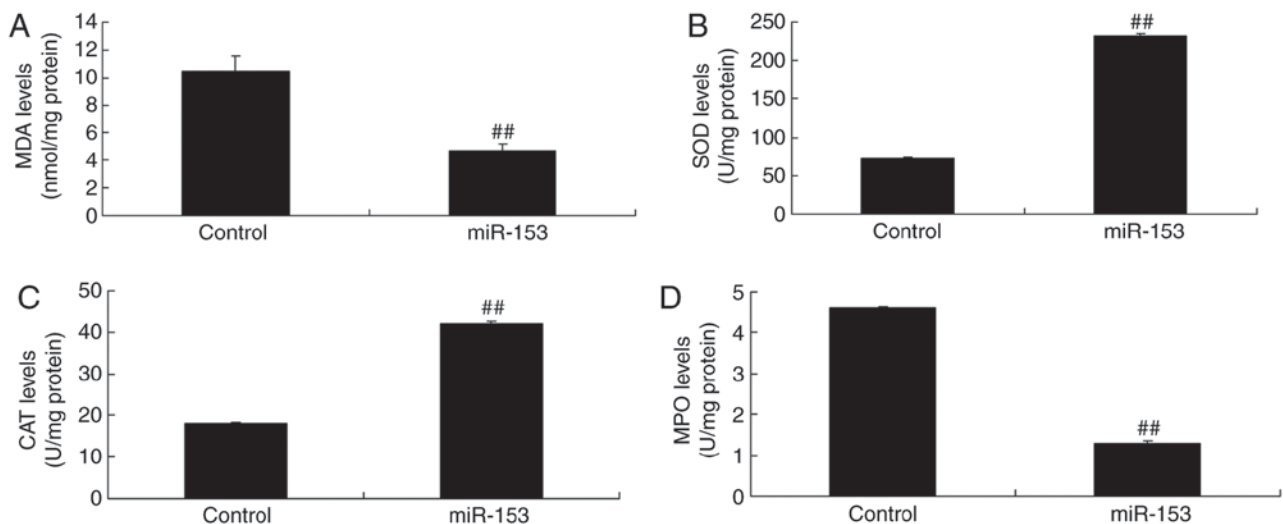 A
MDA levels
(nmol/mg protein)
14
12
10
8
6
4
2
0
##
Control
miR-153
B
SOD levels
(U/mg protein)
250
200
150
100
50
0
##
Control
miR-153
C
CAT levels
(U/mg protein)
50
40
30
20
10
0
##
Control
miR-153
D
MPO levels
(U/mg protein)
5
4
3
2
1
0
##
Control
miR-153